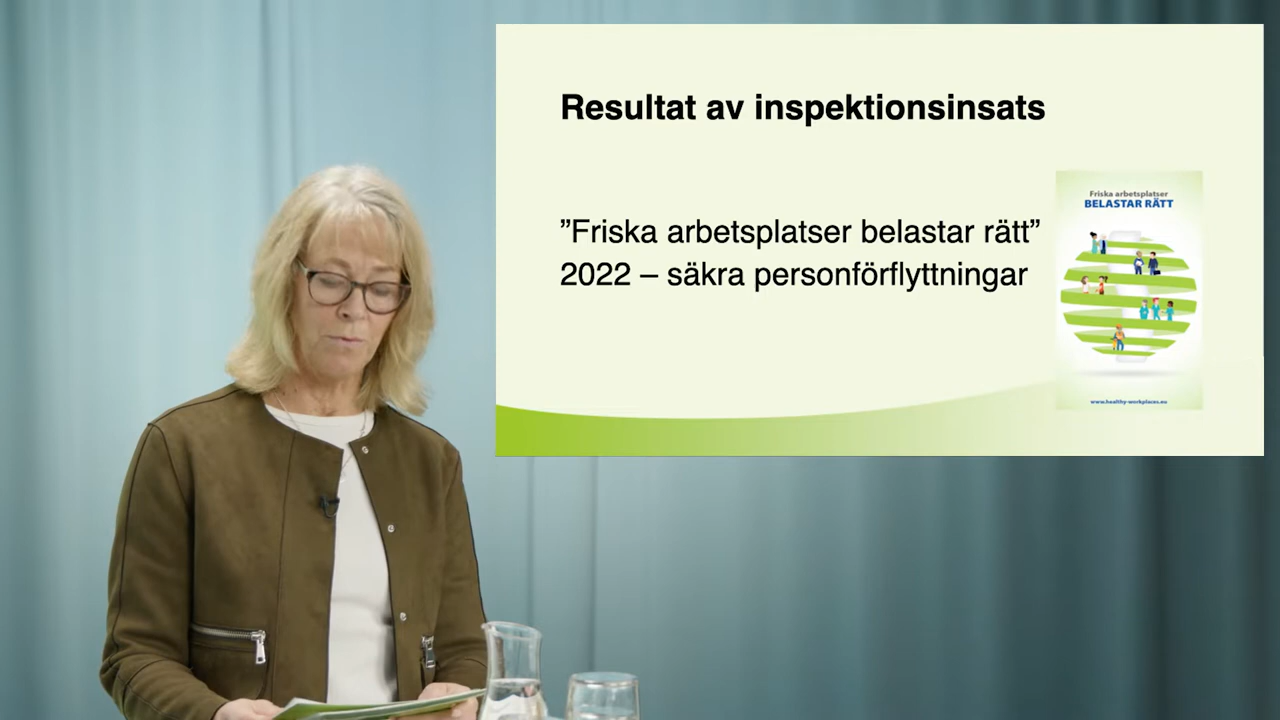 Resultat av inspektionsinsats
”Friska arbetsplatser belastar rätt”
2022 – säkra personförflyttningar
Friska arbetsplatser
BELASTAR RÄTT
www.healthy-workplaces.eu